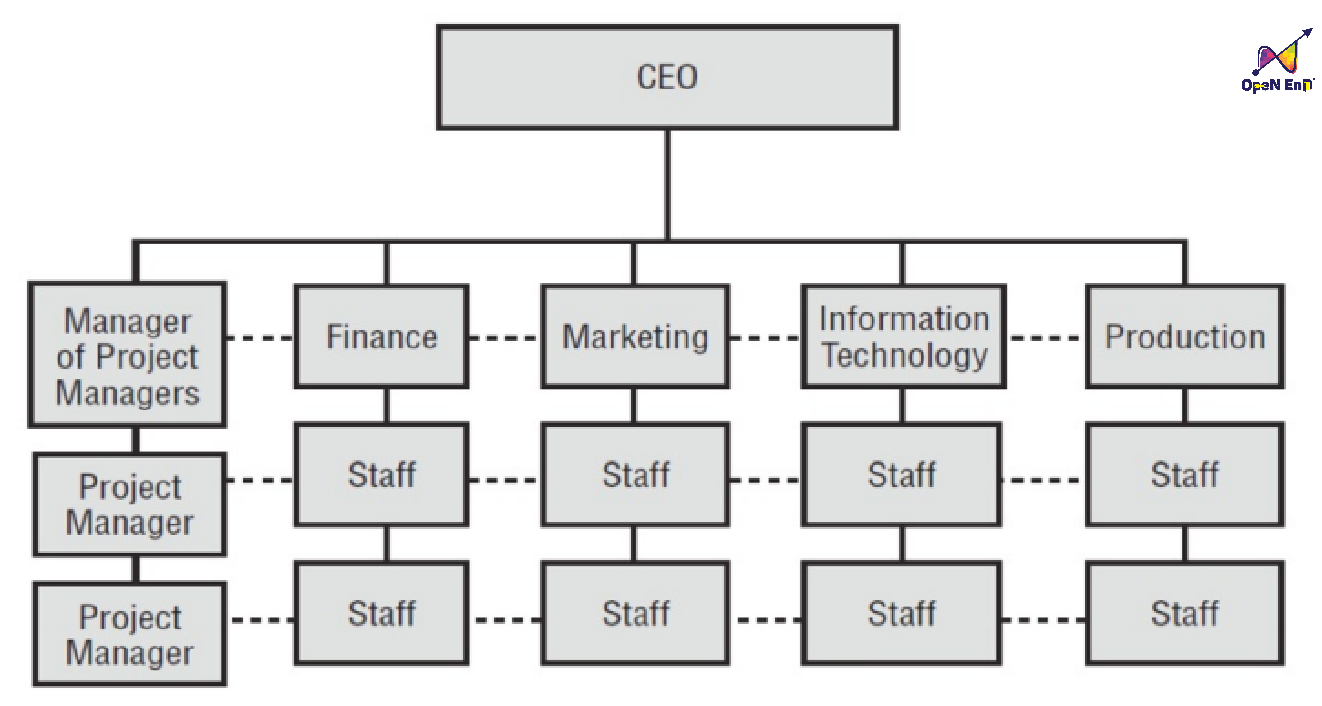 CEO
OpeN EnD
Manager
of Project
Managers
Finance
Marketing
Information
Technology
Production
Project
Manager
Staff
Staff
Staff
Staff
Project
Manager
Staff
Staff
Staff
Staff